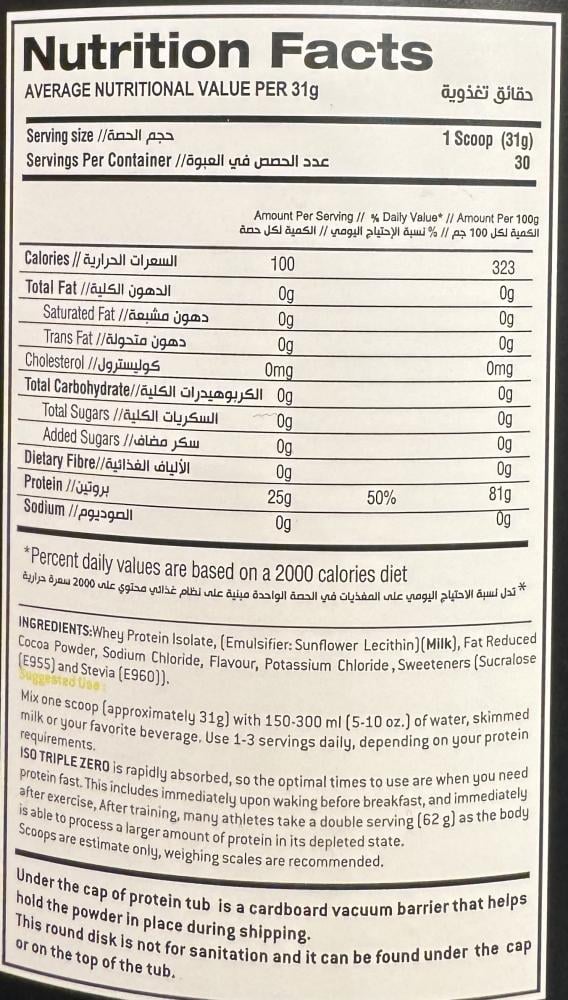 Nutrition Facts
AVERAGE NUTRITIONAL VALUE PER 31g حقائق تغذوية
Serving size //حجم الحصة 1 Scoop (31g)
Servings Per Container //عدد الحصص في العبوة 30
Amount Per Serving // % Daily Value* // Amount Per 100g
الكمية لكل 100 جم // % نسبة الإحتياج اليومي // الكمية لكل حصة
Calories // السعرات الحرارية 100 323
Total Fat //الدهون الكلية 0g 0g
Saturated Fat //دهون مشبعة 0g 0g
Trans Fat //دهون متحولة 0g 0g
Cholesterol //كوليسترول 0mg 0mg
Total Carbohydrate//الكربوهيدرات الكلية 0g 0g
Total Sugars //السكريات الكلية 0g 0g
Added Sugars //سكر مضاف 0g 0g
Dietary Fibre//الألياف الغذائية 0g 0g
Protein //بروتين 25g 50% 81g
Sodium //الصوديوم 0g 0g
*Percent daily values are based on a 2000 calories diet
* تدل نسبة الاحتياج اليومي على المغذيات في الحصة الواحدة مبنية على نظام غذائي محتوي على 2000 سعرة حرارية
INGREDIENTS:Whey Protein Isolate, (Emulsifier: Sunflower Lecithin)(Milk), Fat Reduced
Cocoa Powder, Sodium Chloride, Flavour, Potassium Chloride, Sweeteners (Sucralose
(E955) and Stevia (E960)).
Suggested Use:
Mix one scoop (approximately 31g) with 150-300 ml (5-10 oz.) of water, skimmed
milk or your favorite beverage. Use 1-3 servings daily, depending on your protein
requirements.
ISO TRIPLE ZERO is rapidly absorbed, so the optimal times to use are when you need
protein fast. This includes immediately upon waking before breakfast, and immediately
after exercise, After training, many athletes take a double serving (62 g) as the body
is able to process a larger amount of protein in its depleted state.
Scoops are estimate only, weighing scales are recommended.
Under the cap of protein tub is a cardboard vacuum barrier that helps
hold the powder in place during shipping.
This round disk is not for sanitation and it can be found under the cap
or on the top of the tub.